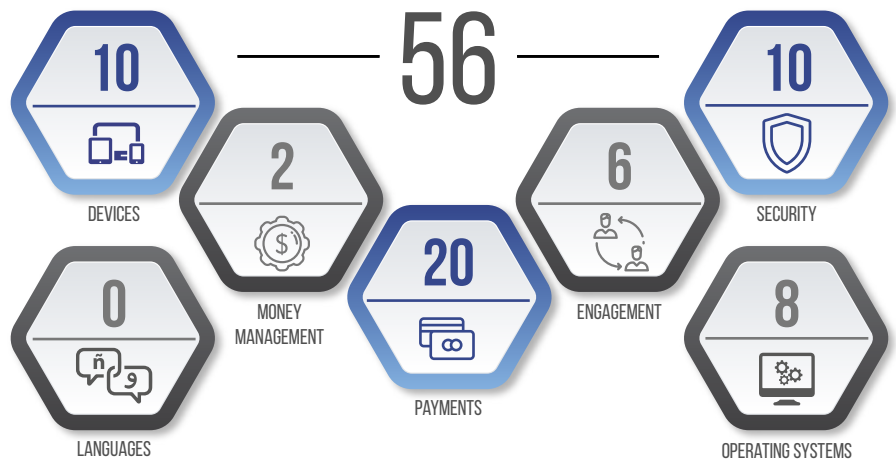 56
10
DEVICES
10
SECURITY
2
$
MONEY
MANAGEMENT
6
ENGAGEMENT
20
PAYMENTS
0
ñ
و
LANGUAGES
8
OPERATING SYSTEMS